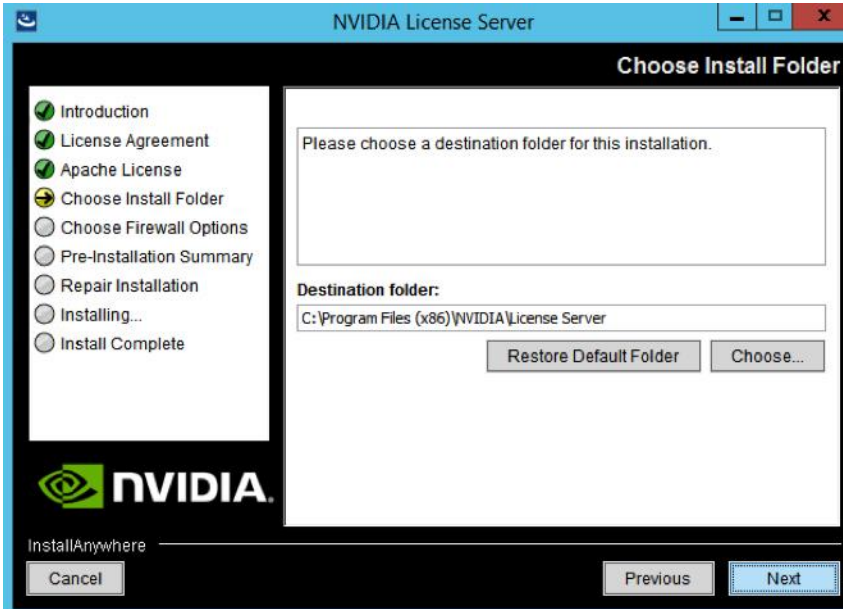 NVIDIA License Server
Choose Install Folder
Introduction
License Agreement
Apache License
Choose Install Folder
Choose Firewall Options
Pre-Installation Summary
Repair Installation
Installing...
Install Complete
Please choose a destination folder for this installation.
Destination folder:
C:\Program Files (x86)\NVIDIA\License Server
Restore Default Folder
Choose...
NVIDIA.
InstallAnywhere
Cancel
Previous
Next